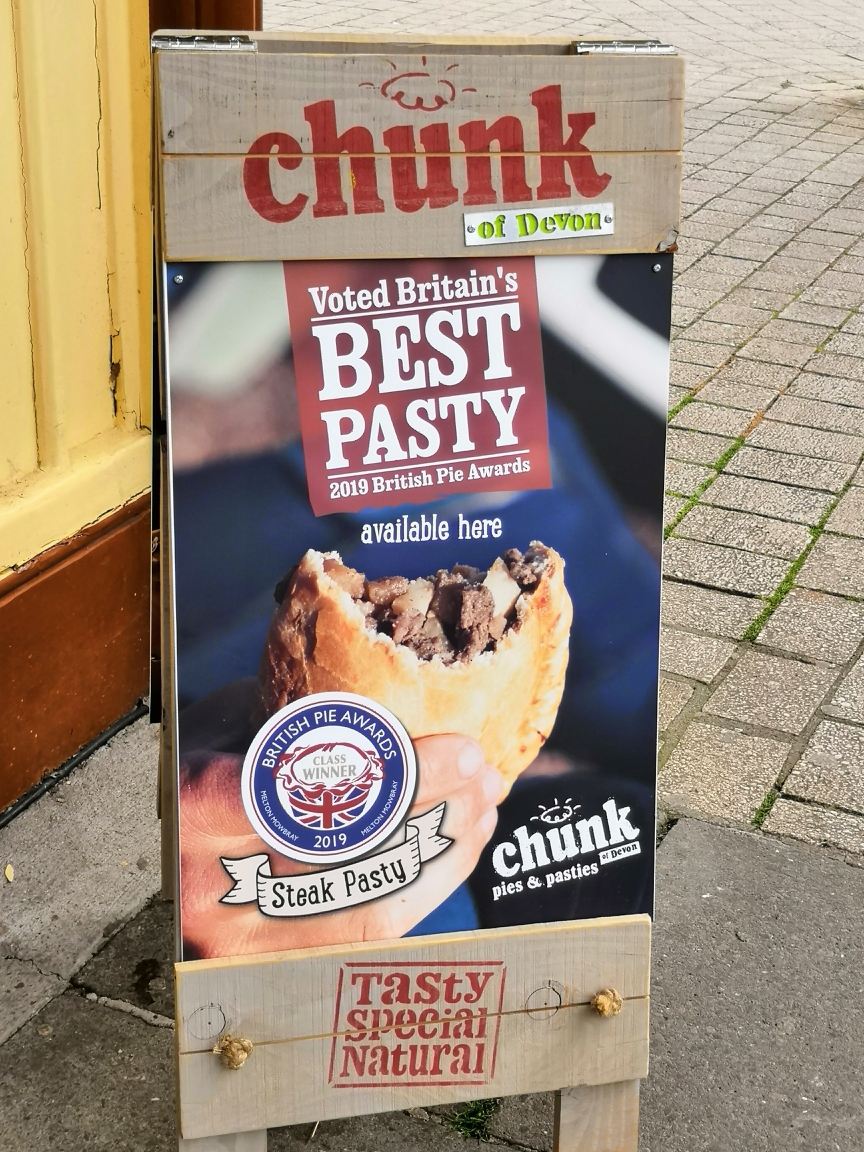 chunk
of Devon
Voted Britain's
BEST
PASTY
2019 British Pie Awards
available here
BRITISH PIE AWARDS
CLASS
WINNER
MELTON MOWBRAY
MELTON MOWBRAY
2019
Steak Pasty
chunk
of Devon
pies & pasties
Tasty
Special
Natural